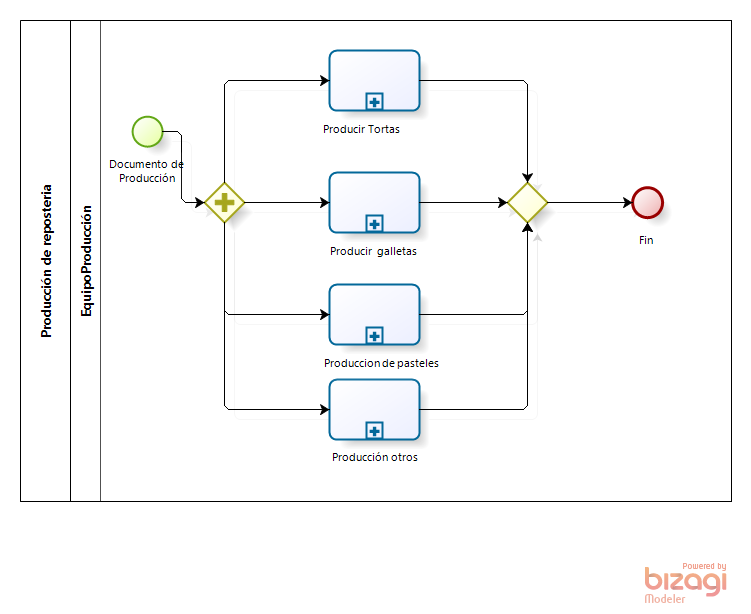 Producción de reposteria
EquipoProducción
Documento de
Producción
Producir Tortas
Producir galletas
Produccion de pasteles
Producción otros
Fin
Powered by
bizagi
Modeler